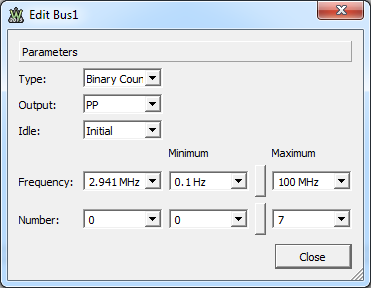 Edit Bus1
Parameters
Type: Binary Coun
Output: PP
Idle: Initial
Minimum Maximum
Frequency: 2.941 MHz 0.1 Hz 100 MHz
Number: 0 0 7
Close